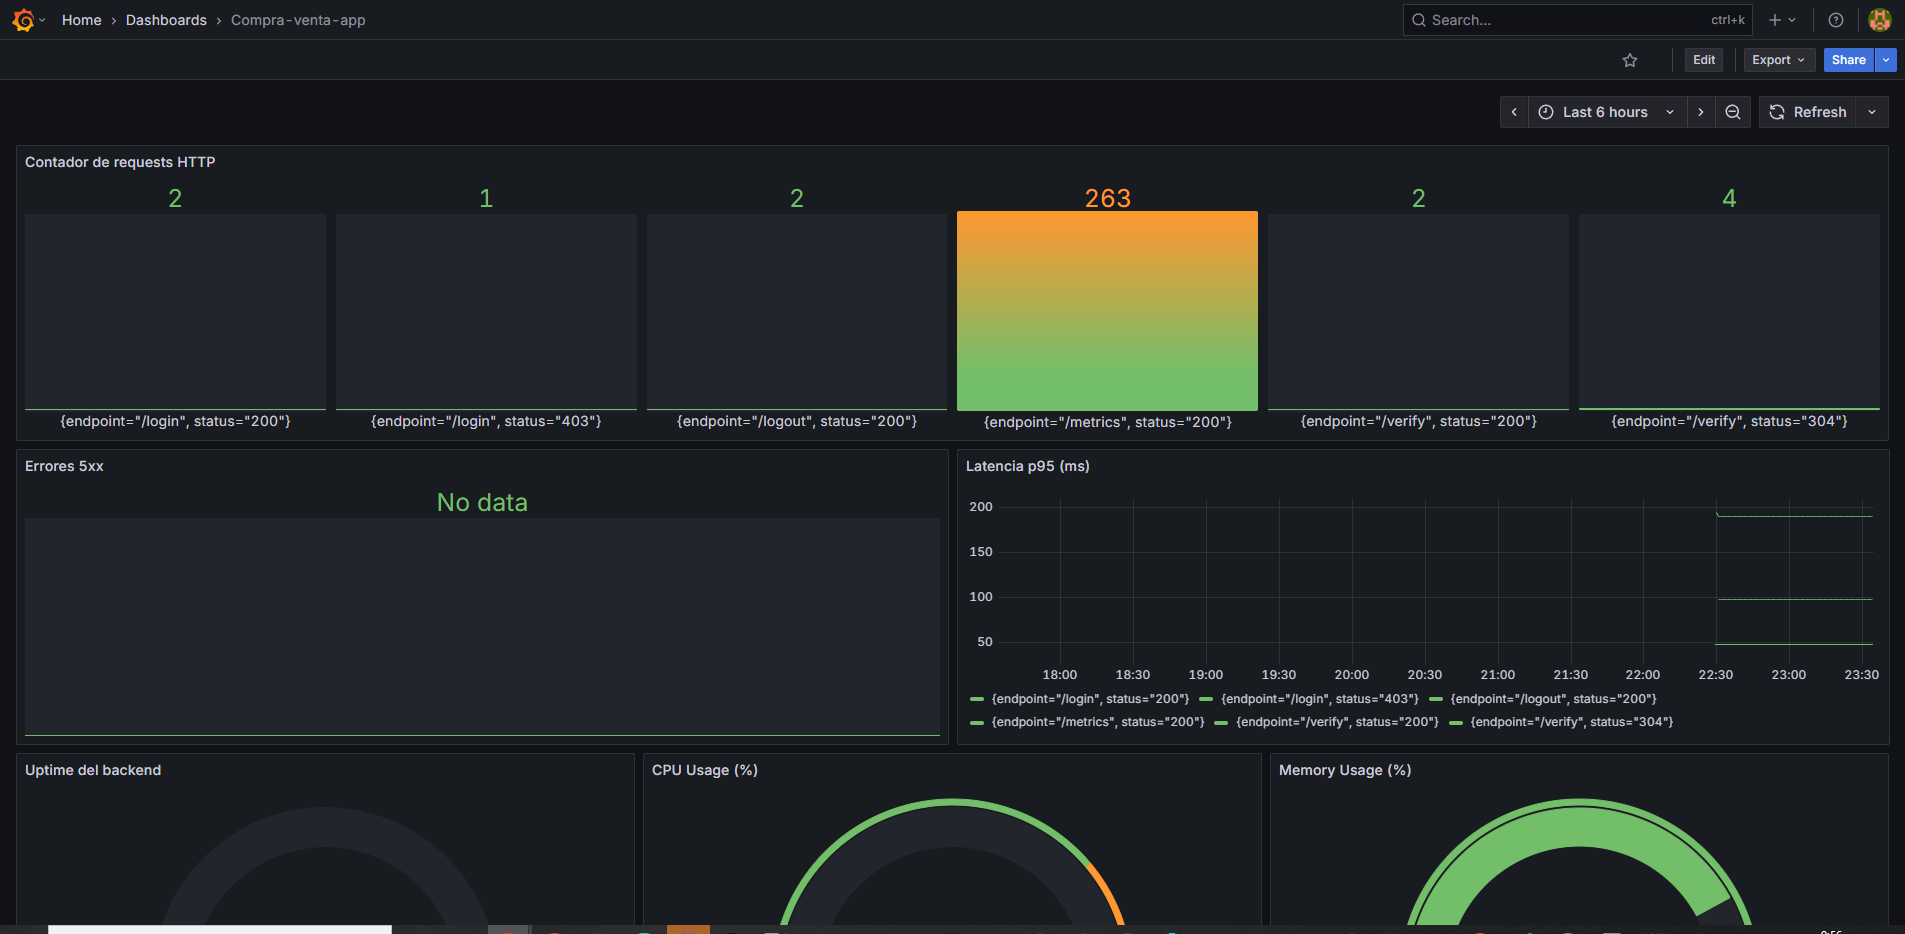 Home › Dashboards › Compra-venta-app
Search... ctrl+k
Edit Export Share
Last 6 hours Refresh
Contador de requests HTTP
2 1 2 263 2 4
{endpoint="/login", status="200"} {endpoint="/login", status="403"} {endpoint="/logout", status="200"} {endpoint="/metrics", status="200"} {endpoint="/verify", status="200"} {endpoint="/verify", status="304"}
Errores 5xx
No data
Latencia p95 (ms)
200
150
100
50
18:00 18:30 19:00 19:30 20:00 20:30 21:00 21:30 22:00 22:30 23:00 23:30
{endpoint="/login", status="200"} {endpoint="/login", status="403"} {endpoint="/logout", status="200"}
{endpoint="/metrics", status="200"} {endpoint="/verify", status="200"} {endpoint="/verify", status="304"}
Uptime del backend
CPU Usage (%)
Memory Usage (%)